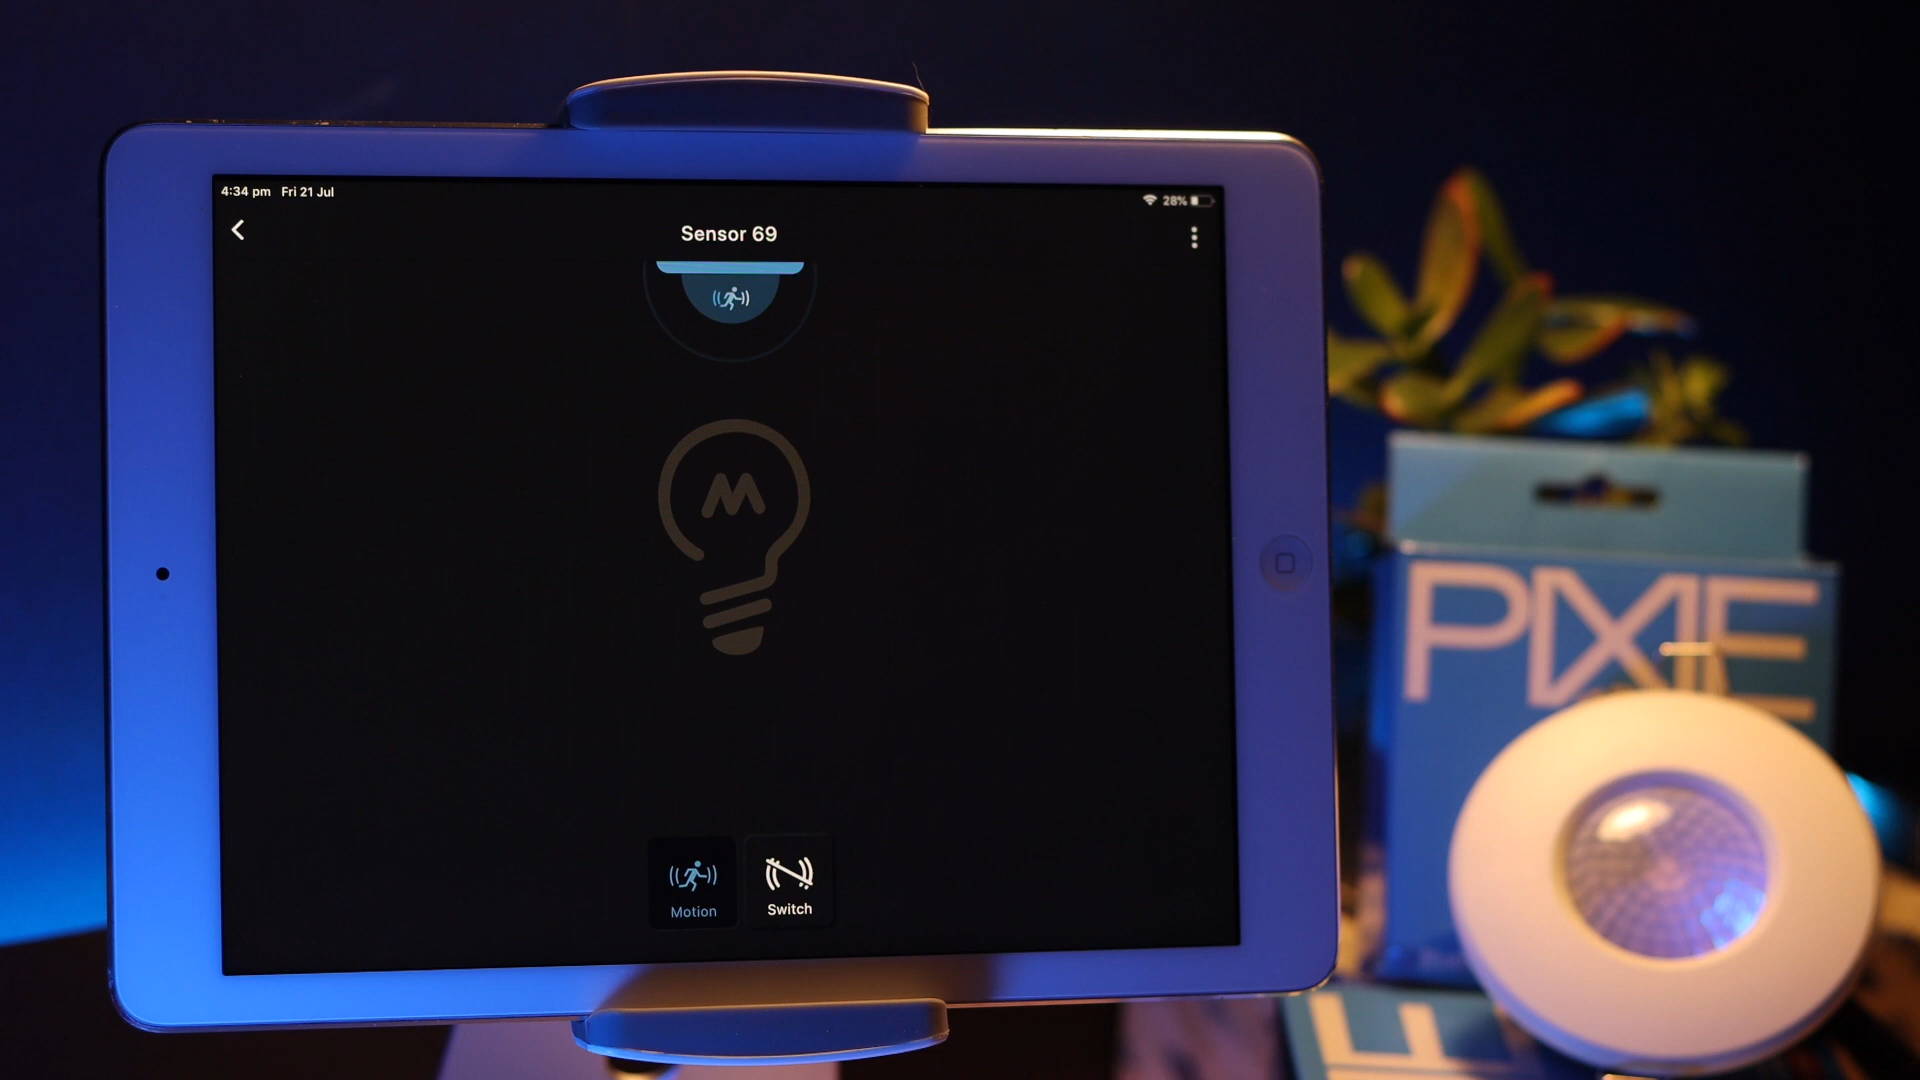 4:34 pm Fri 21 Jul
28%
Sensor 69
Motion
Switch
PIXIE